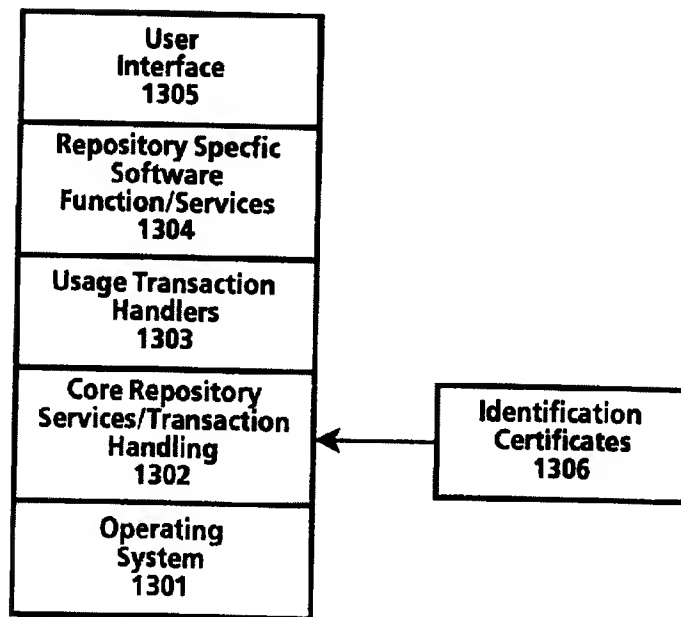 User
Interface
1305
Repository Specfic
Software
Function/Services
1304
Usage Transaction
Handlers
1303
Core Repository
Services/Transaction
Handling
1302
Operating
System
1301
Identification
Certificates
1306